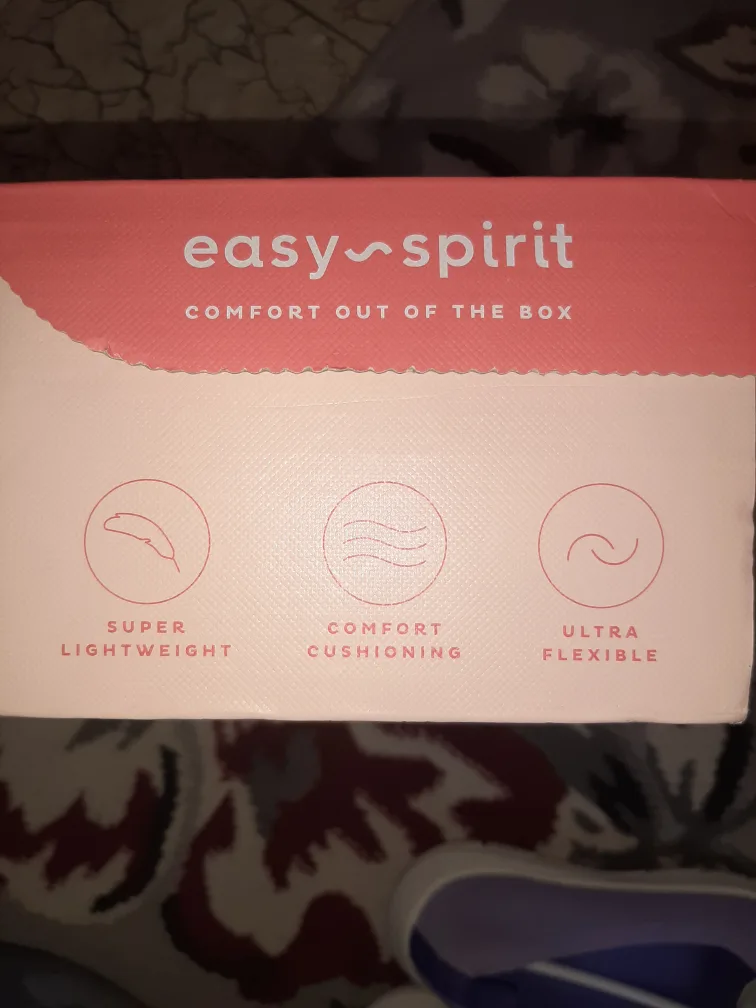 easy~spirit
COMFORT OUT OF THE BOX
SUPER
LIGHTWEIGHT
COMFORT
CUSHIONING
ULTRA
FLEXIBLE